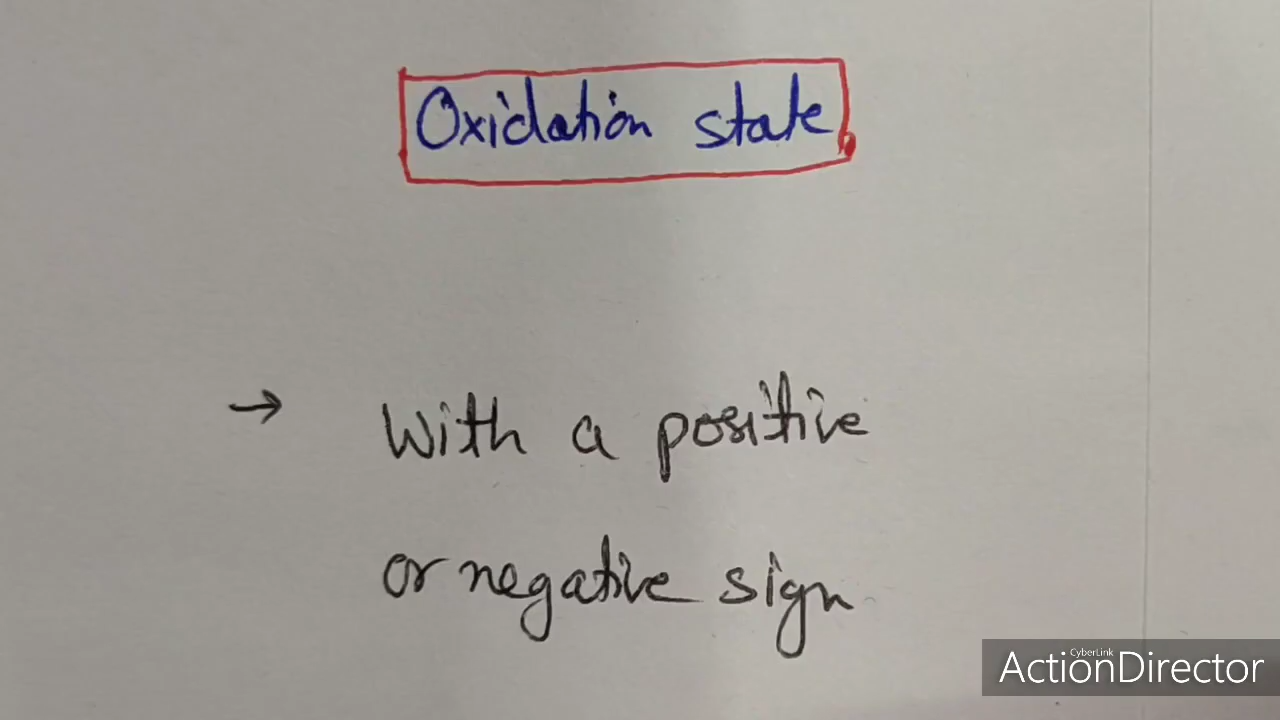 Oxidation state
→ With a positive
or negative sign
CyberLink
ActionDirector